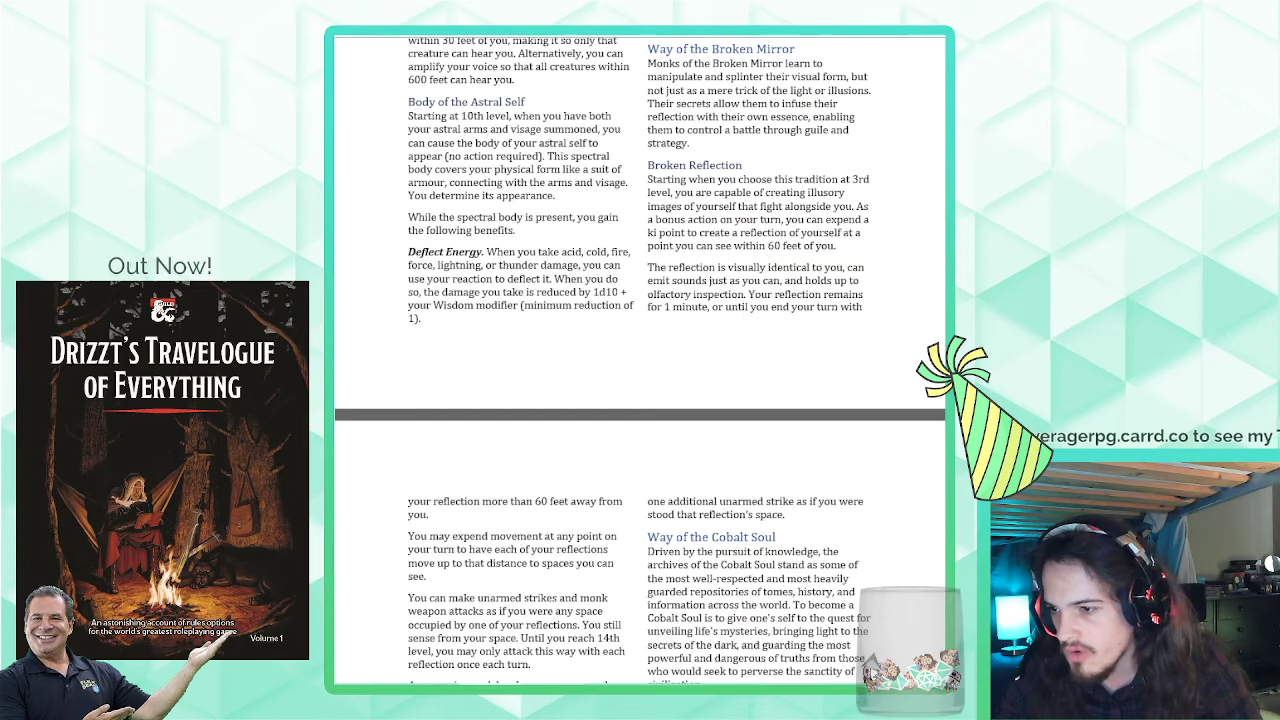 Out Now!
DRIZZT'S TRAVELOGUE
OF EVERYTHING
An astonishing account of rules options
for the world's greatest roleplaying game
Volume 1
within 30 feet of you, making it so only that
creature can hear you. Alternatively, you can
amplify your voice so that all creatures within
600 feet can hear you.
Body of the Astral Self
Starting at 10th level, when you have both
your astral arms and visage summoned, you
can cause the body of your astral self to
appear (no action required). This spectral
body covers your physical form like a suit of
armour, connecting with the arms and visage.
You determine its appearance.
While the spectral body is present, you gain
the following benefits.
Deflect Energy. When you take acid, cold, fire,
force, lightning, or thunder damage, you can
use your reaction to deflect it. When you do
so, the damage you take is reduced by 1d10 +
your Wisdom modifier (minimum reduction of
1).
Way of the Broken Mirror
Monks of the Broken Mirror learn to
manipulate and splinter their visual form, but
not just as a mere trick of the light or illusions.
Their secrets allow them to infuse their
reflection with their own essence, enabling
them to control a battle through guile and
strategy.
Broken Reflection
Starting when you choose this tradition at 3rd
level, you are capable of creating illusory
images of yourself that fight alongside you. As
a bonus action on your turn, you can expend a
ki point to create a reflection of yourself at a
point you can see within 60 feet of you.
The reflection is visually identical to you, can
emit sounds just as you can, and holds up to
olfactory inspection. Your reflection remains
for 1 minute, or until you end your turn with
your reflection more than 60 feet away from
you.
You may expend movement at any point on
your turn to have each of your reflections
move up to that distance to spaces you can
see.
You can make unarmed strikes and monk
weapon attacks as if you were any space
occupied by one of your reflections. You still
sense from your space. Until you reach 14th
level, you may only attack this way with each
reflection once each turn.
one additional unarmed strike as if you were
stood that reflection's space.
Way of the Cobalt Soul
Driven by the pursuit of knowledge, the
archives of the Cobalt Soul stand as some of
the most well-respected and most heavily
guarded repositories of tomes, history, and
information across the world. To become a
Cobalt Soul is to give one's self to the quest for
unveiling life's mysteries, bringing light to the
secrets of the dark, and guarding the most
powerful and dangerous of truths from those
who would seek to perverse the sanctity of
veragerpg.carrd.co to see my